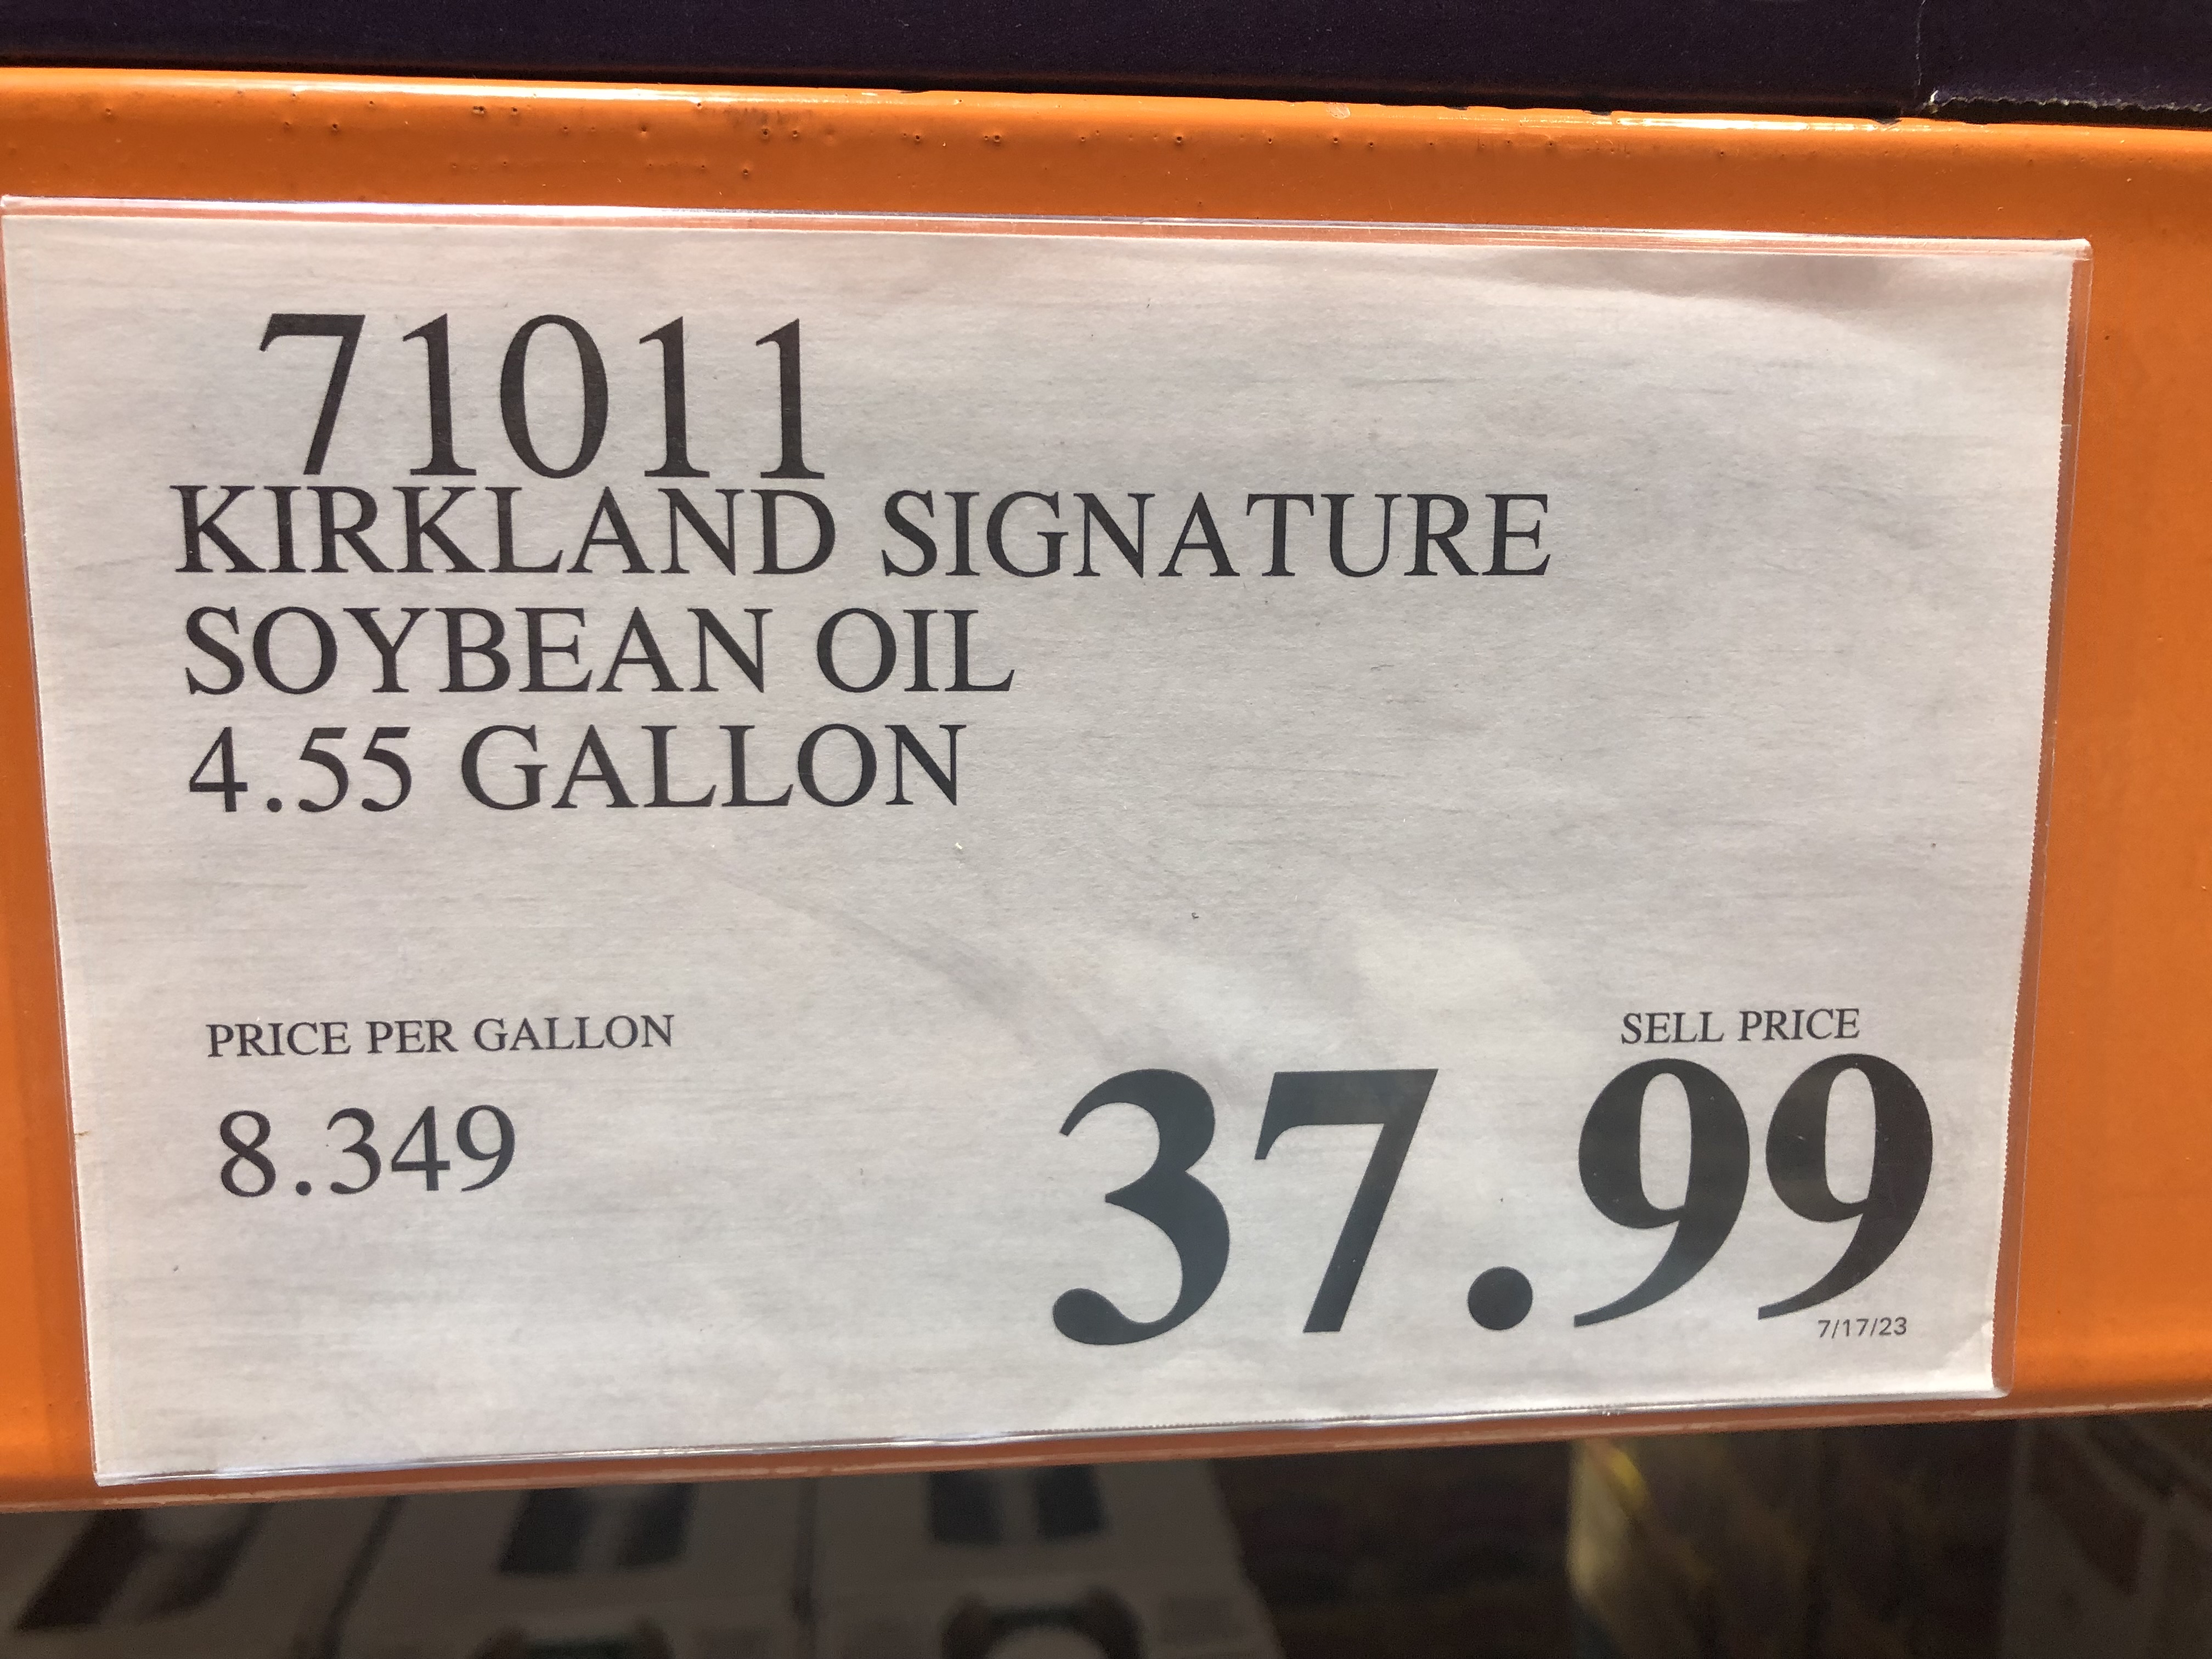 71011
KIRKLAND SIGNATURE
SOYBEAN OIL
4.55 GALLON
PRICE PER GALLON
SELL PRICE
8.349
37.99
7/17/23